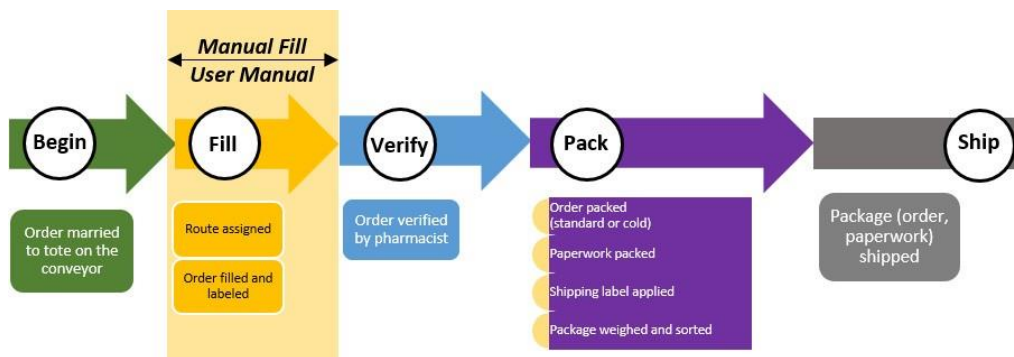 Manual Fill
User Manual
Begin
Fill
Verify
Pack
Ship
Order married
to tote on the
conveyor
Route assigned
Order filled and
labeled
Order verified
by pharmacist
Order packed
(standard or cold)
Paperwork packed
Shipping label applied
Package weighed and sorted
Package (order,
paperwork)
shipped